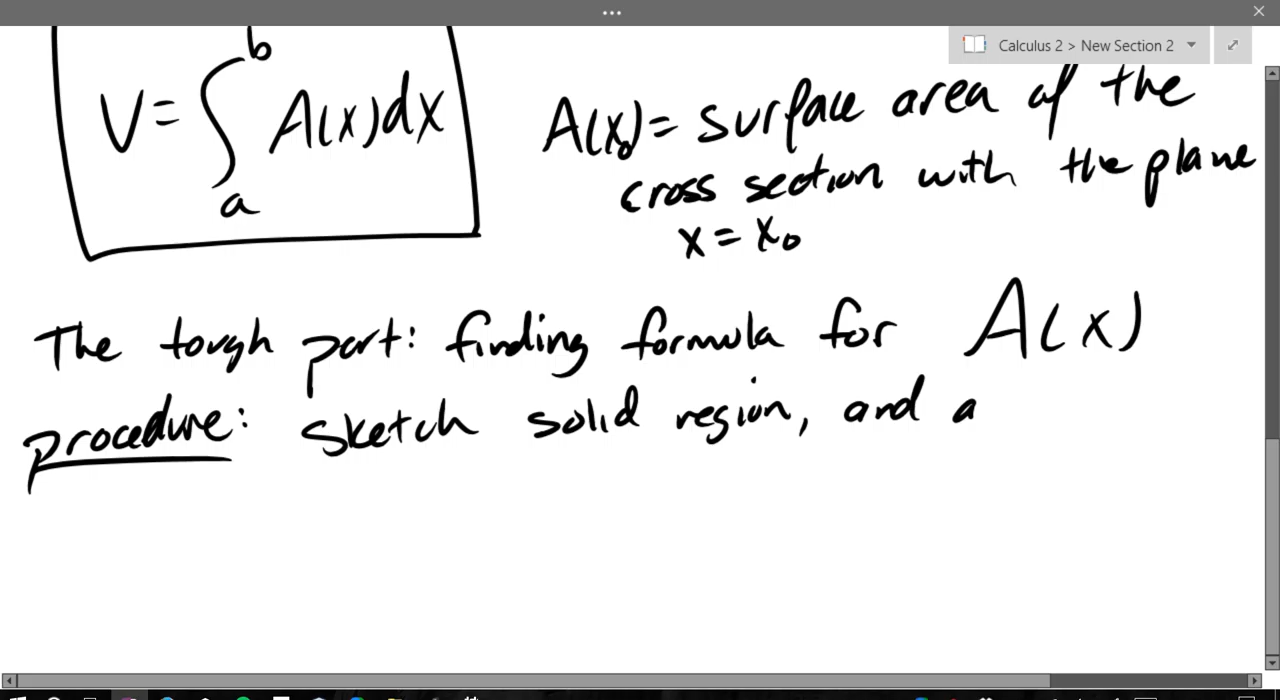 Calculus 2 > New Section 2
b
V = ∫ A(x)dx
a
A(x₀) = surface area of the
cross section with the plane
x = x₀
The tough part: finding formula for A(x)
procedure: sketch solid region, and a